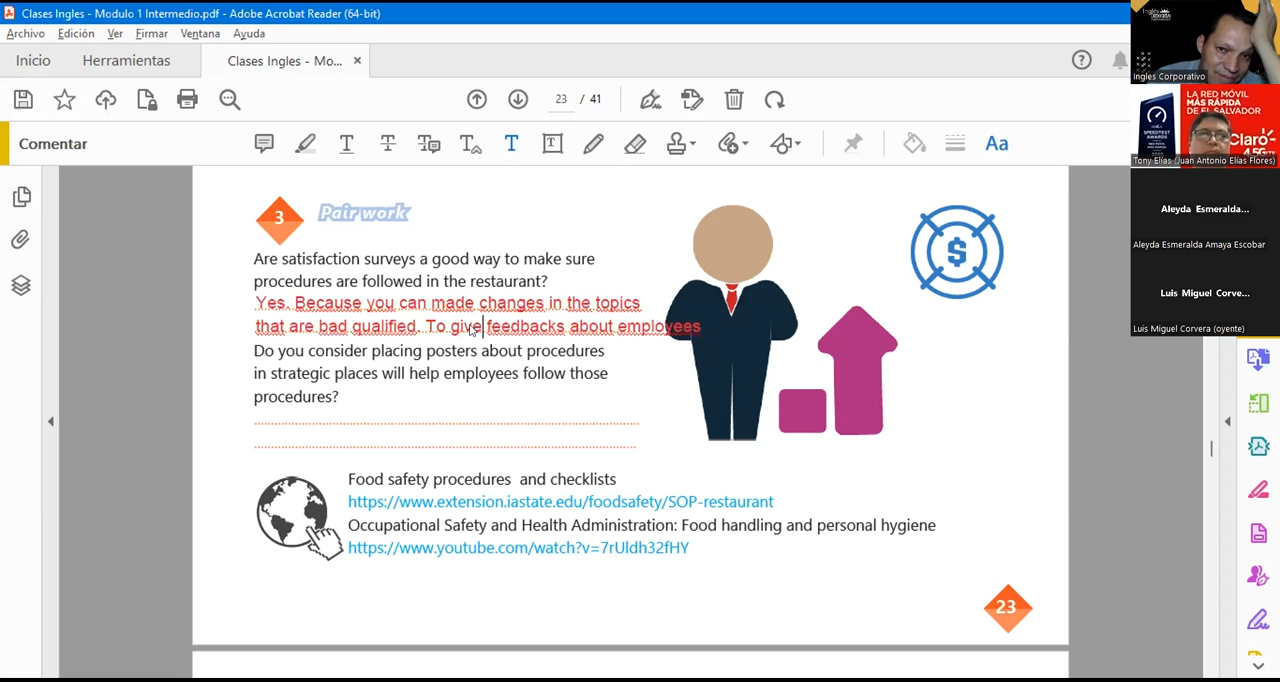 Clases Ingles - Modulo 1 Intermedio.pdf - Adobe Acrobat Reader (64-bit)
Archivo Edición Ver Firmar Ventana Ayuda
Inicio Herramientas Clases Ingles - Mo... ×
23 / 41
Comentar
3 Pair work
Are satisfaction surveys a good way to make sure
procedures are followed in the restaurant?
Yes. Because you can made changes in the topics
that are bad qualified. To give feedbacks about employees
Do you consider placing posters about procedures
in strategic places will help employees follow those
procedures?
$
Food safety procedures and checklists
https://www.extension.iastate.edu/foodsafety/SOP-restaurant
Occupational Safety and Health Administration: Food handling and personal hygiene
https://www.youtube.com/watch?v=7rUldh32fHY
23
Ingles Corporativo
LA RED MÓVIL
MÁS RÁPIDA
DE EL SALVADOR
SPEEDTEST
AWARDS
Claro
4.5G
Tony Elías (Juan Antonio Elías Flores)
Aleyda Esmeralda...
Aleyda Esmeralda Amaya Escobar
Luis Miguel Corve...
Luis Miguel Corvera (oyente)